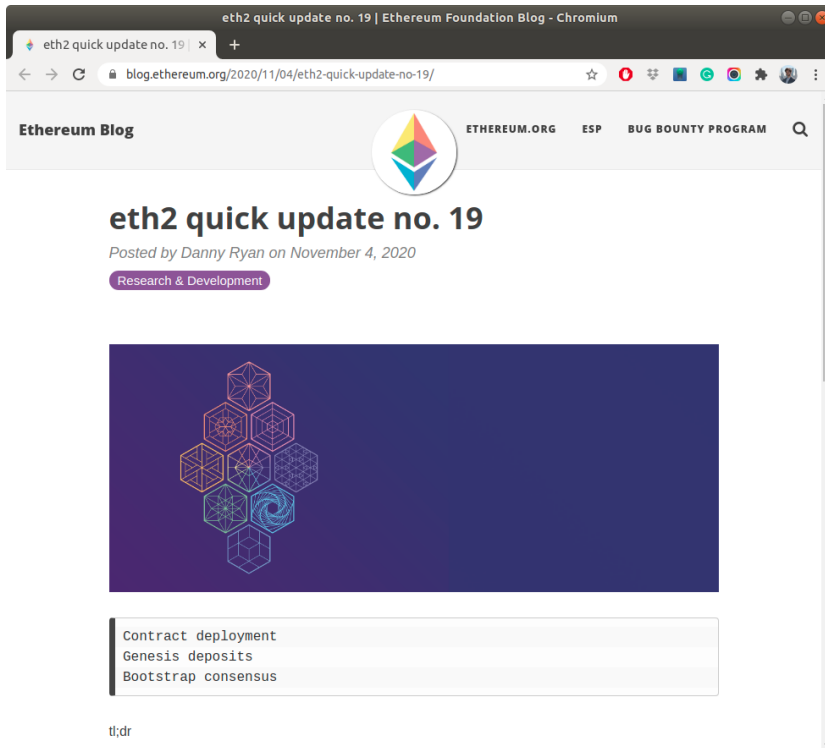 eth2 quick update no. 19 | Ethereum Foundation Blog - Chromium
eth2 quick update no. 19 |
blog.ethereum.org/2020/11/04/eth2-quick-update-no-19/
Ethereum Blog
ETHEREUM.ORG ESP BUG BOUNTY PROGRAM
eth2 quick update no. 19
Posted by Danny Ryan on November 4, 2020
Research & Development
Contract deployment
Genesis deposits
Bootstrap consensus
tl;dr